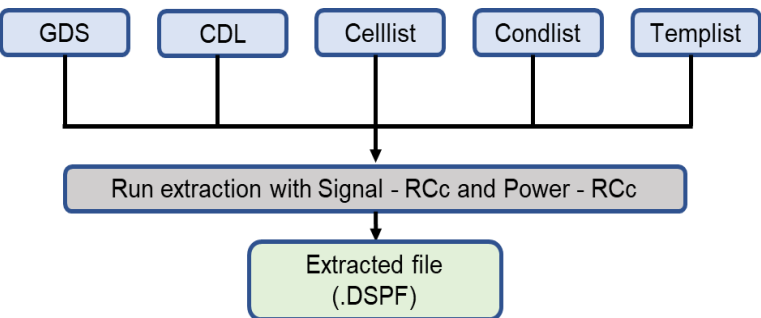 GDS
CDL
Celllist
Condlist
Templist
Run extraction with Signal - RCc and Power - RCc
Extracted file
(.DSPF)